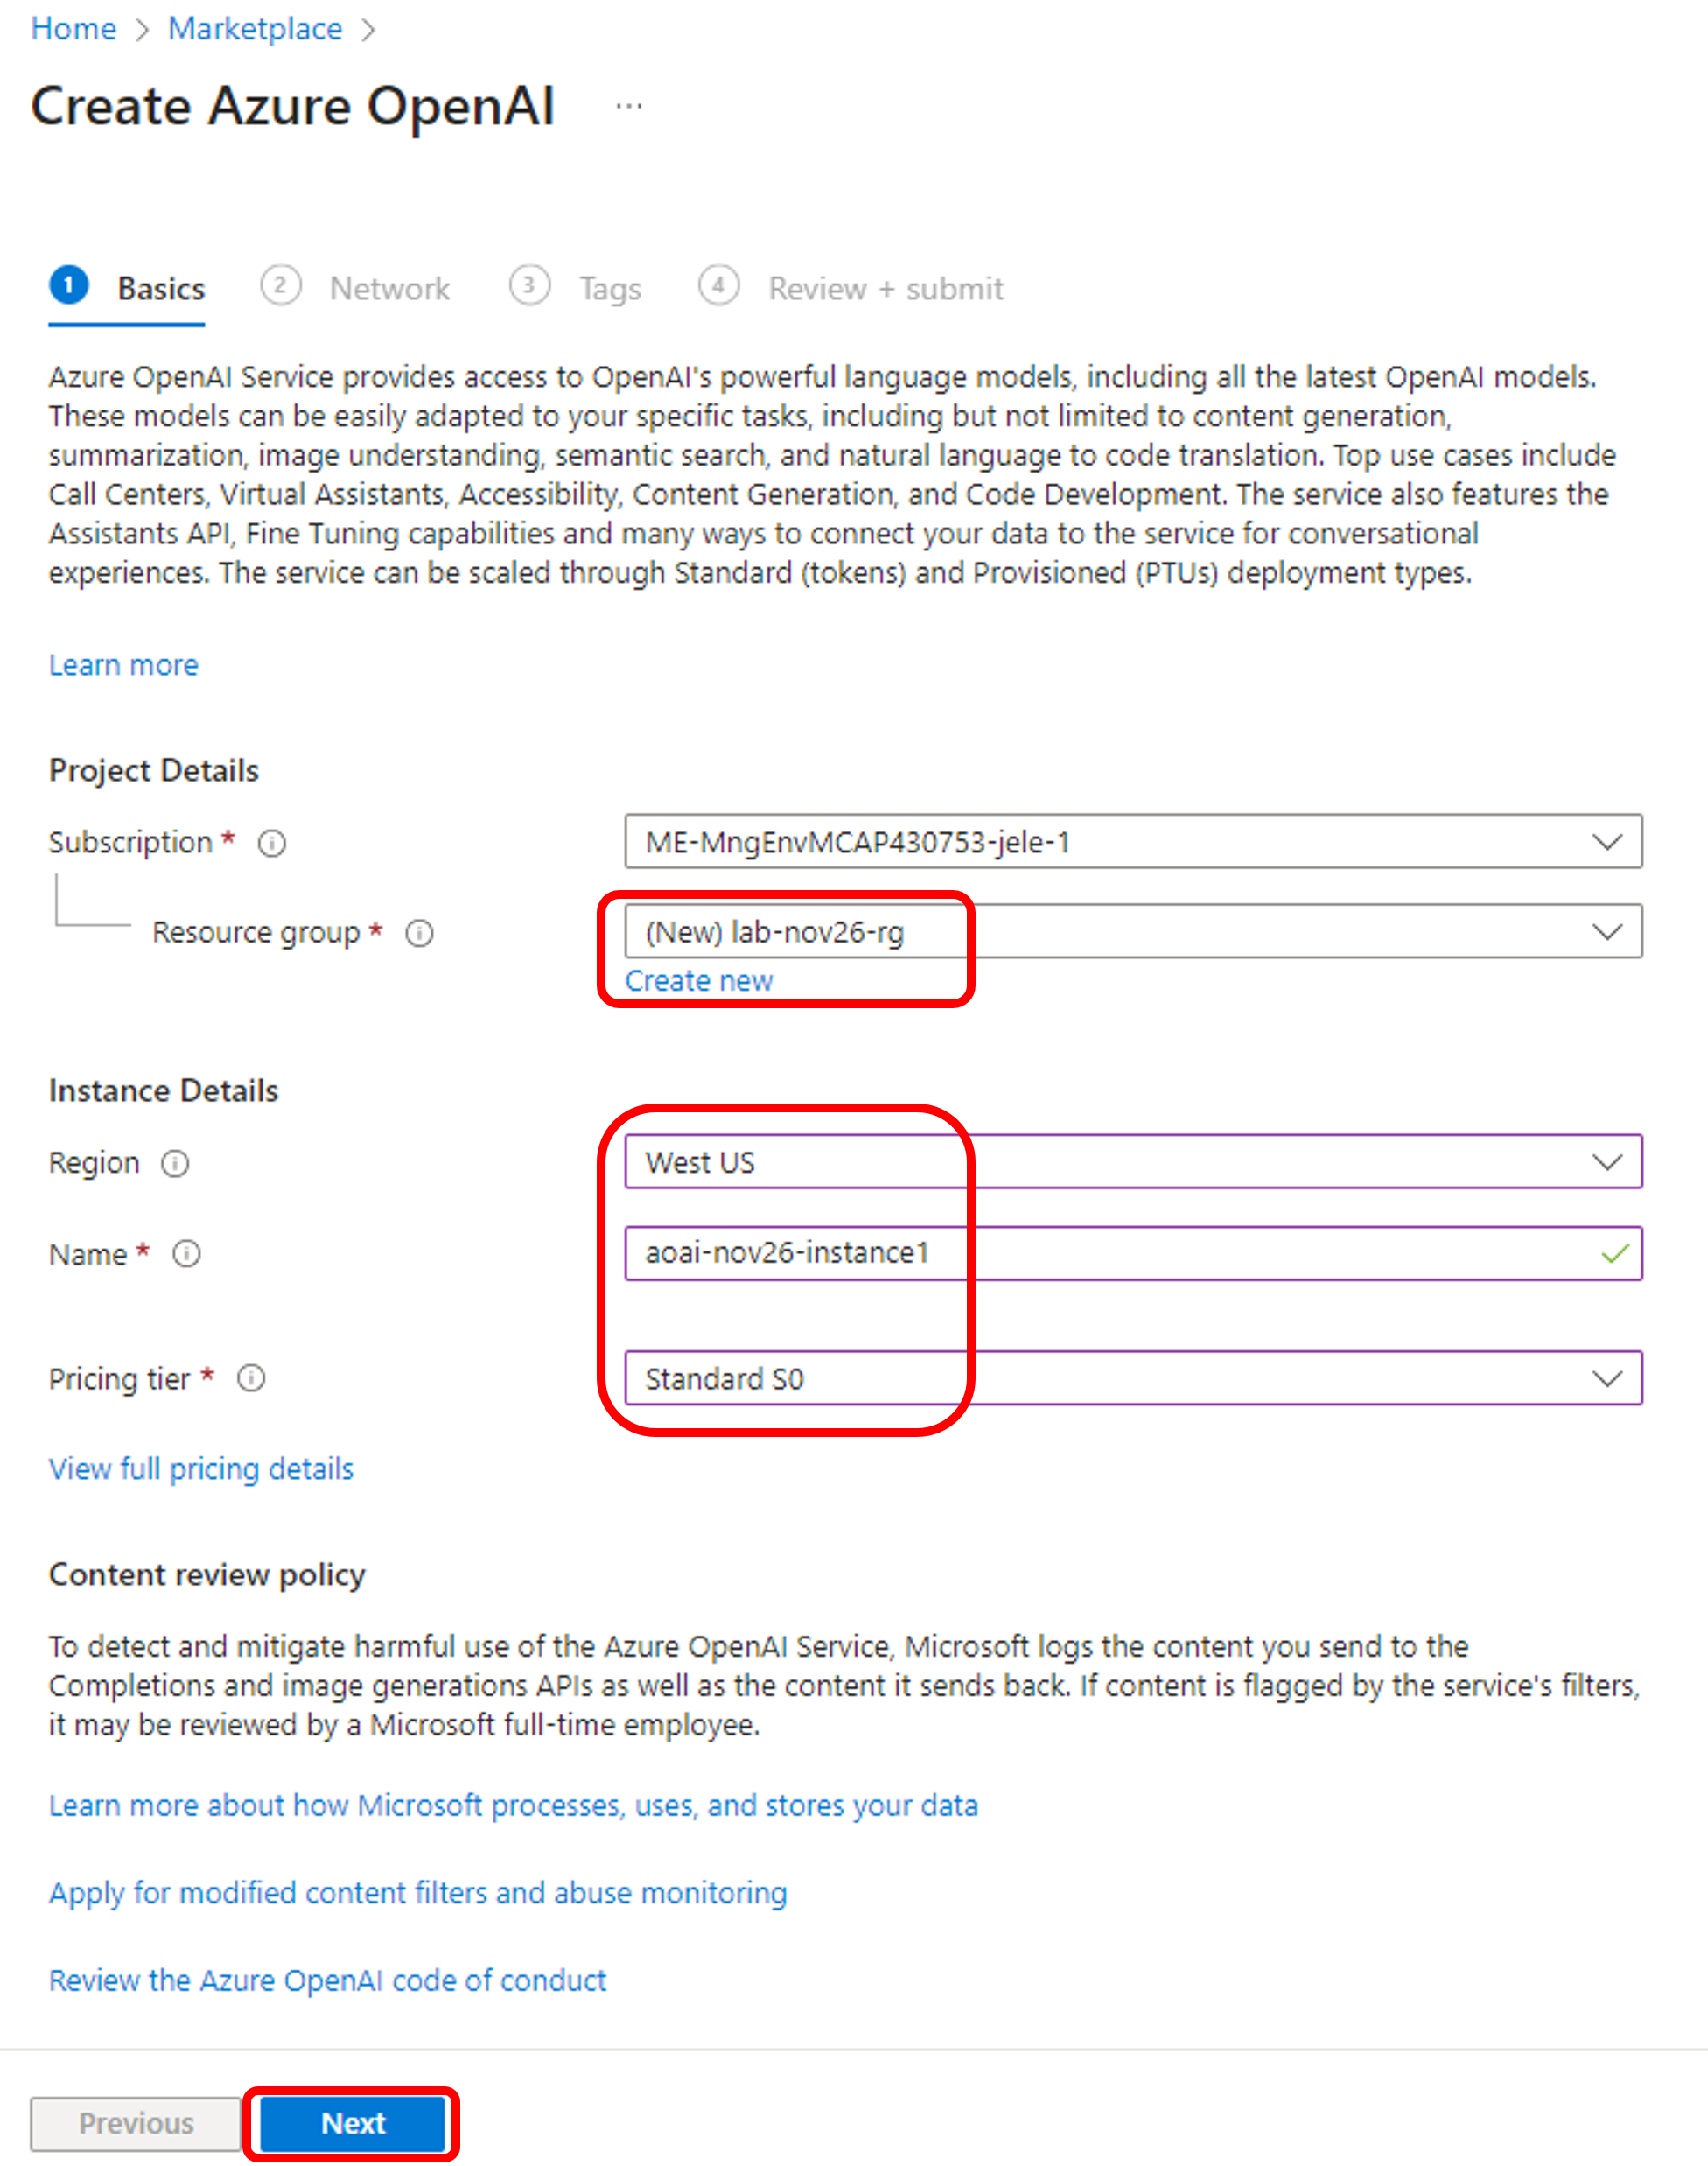 Home > Marketplace >
Create Azure OpenAI ...
1 Basics 2 Network 3 Tags 4 Review + submit
Azure OpenAI Service provides access to OpenAI's powerful language models, including all the latest OpenAI models.
These models can be easily adapted to your specific tasks, including but not limited to content generation,
summarization, image understanding, semantic search, and natural language to code translation. Top use cases include
Call Centers, Virtual Assistants, Accessibility, Content Generation, and Code Development. The service also features the
Assistants API, Fine Tuning capabilities and many ways to connect your data to the service for conversational
experiences. The service can be scaled through Standard (tokens) and Provisioned (PTUs) deployment types.
Learn more
Project Details
Subscription * ME-MngEnvMCAP430753-jele-1
Resource group * (New) lab-nov26-rg
Create new
Instance Details
Region West US
Name * aoai-nov26-instance1
Pricing tier * Standard S0
View full pricing details
Content review policy
To detect and mitigate harmful use of the Azure OpenAI Service, Microsoft logs the content you send to the
Completions and image generations APIs as well as the content it sends back. If content is flagged by the service's filters,
it may be reviewed by a Microsoft full-time employee.
Learn more about how Microsoft processes, uses, and stores your data
Apply for modified content filters and abuse monitoring
Review the Azure OpenAI code of conduct
Previous Next